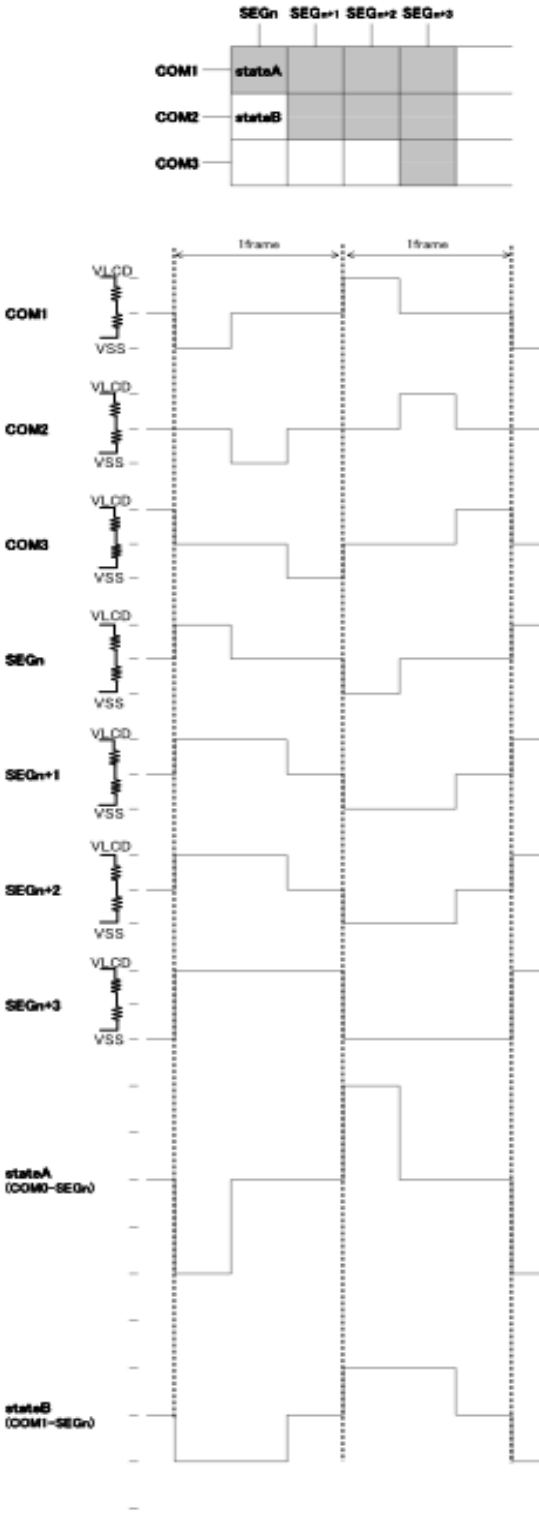 SEGn SEGn+1 SEGn+2 SEGn+3
COM1 stateA
COM2 stateB
COM3
1frame 1frame
VLCD
COM1
VSS
VLCD
COM2
VSS
VLCD
COM3
VSS
VLCD
SEGn
VSS
VLCD
SEGn+1
VSS
VLCD
SEGn+2
VSS
VLCD
SEGn+3
VSS
stateA
(COM0-SEGn)
stateB
(COM1-SEGn)